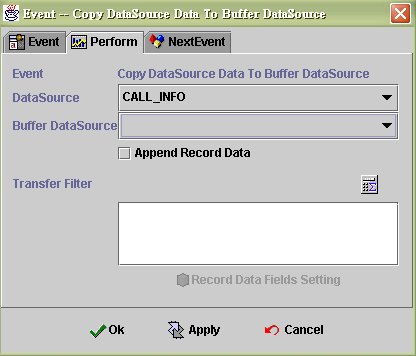 Event -- Copy DataSource Data To Buffer DataSource
Event Perform NextEvent
Event Copy DataSource Data To Buffer DataSource
DataSource CALL_INFO
Buffer DataSource
Append Record Data
Transfer Filter
Record Data Fields Setting
Ok Apply Cancel